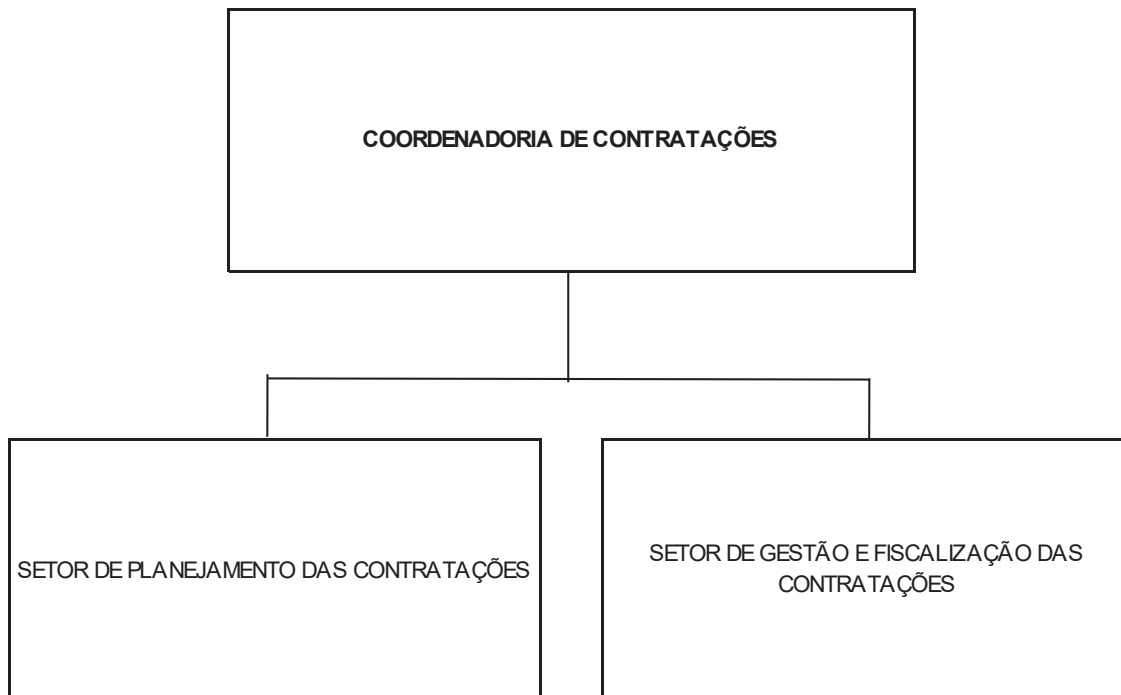 COORDENADORIA DE CONTRATAÇÕES
SETOR DE PLANEJAMENTO DAS CONTRATAÇÕES
SETOR DE GESTÃO E FISCALIZAÇÃO DAS
CONTRATAÇÕES